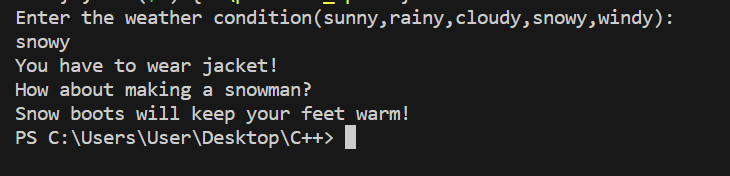 Enter the weather condition(sunny,rainy,cloudy,snowy,windy):
snowy
You have to wear jacket!
How about making a snowman?
Snow boots will keep your feet warm!
PS C:\Users\User\Desktop\C++>